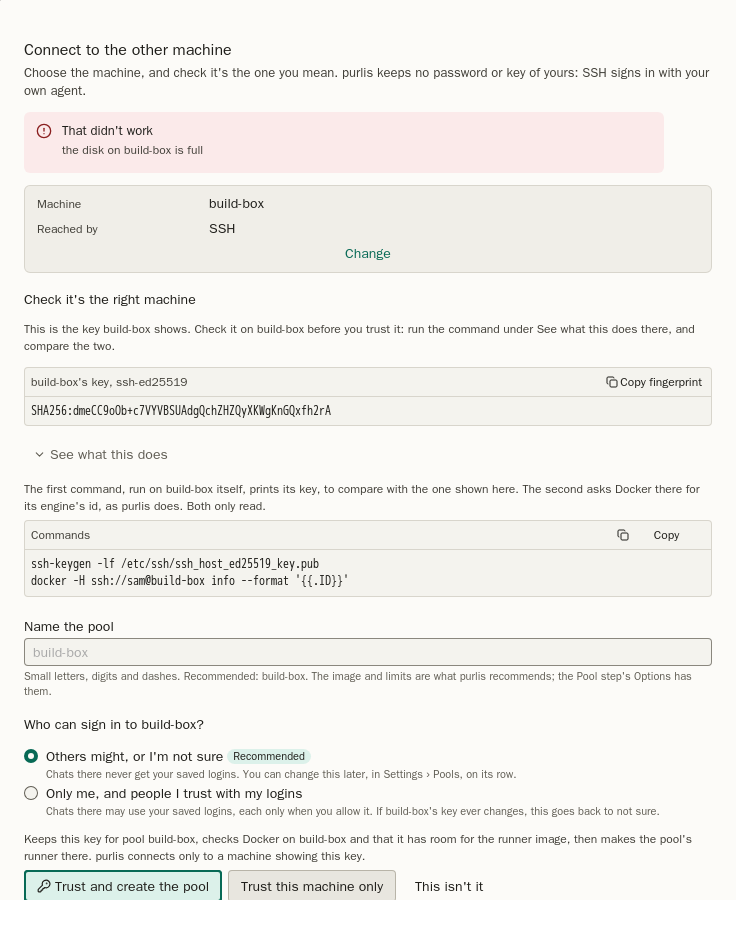 Connect to the other machine
Choose the machine, and check it's the one you mean. purlis keeps no password or key of yours: SSH signs in with your
own agent.
That didn't work
the disk on build-box is full
Machine build-box
Reached by SSH
Change
Check it's the right machine
This is the key build-box shows. Check it on build-box before you trust it: run the command under See what this does there, and
compare the two.
build-box's key, ssh-ed25519 Copy fingerprint
SHA256:dmeCC9oOb+c7VYVBSUAdgQchZHZQyXKWgKnGQxfh2rA
See what this does
The first command, run on build-box itself, prints its key, to compare with the one shown here. The second asks Docker there for
its engine's id, as purlis does. Both only read.
Commands Copy
ssh-keygen -lf /etc/ssh/ssh_host_ed25519_key.pub
docker -H ssh://sam@build-box info --format '{{.ID}}'
Name the pool
build-box
Small letters, digits and dashes. Recommended: build-box. The image and limits are what purlis recommends; the Pool step's Options has
them.
Who can sign in to build-box?
Others might, or I'm not sure Recommended
Chats there never get your saved logins. You can change this later, in Settings › Pools, on its row.
Only me, and people I trust with my logins
Chats there may use your saved logins, each only when you allow it. If build-box's key ever changes, this goes back to not sure.
Keeps this key for pool build-box, checks Docker on build-box and that it has room for the runner image, then makes the pool's
runner there. purlis connects only to a machine showing this key.
Trust and create the pool Trust this machine only This isn't it